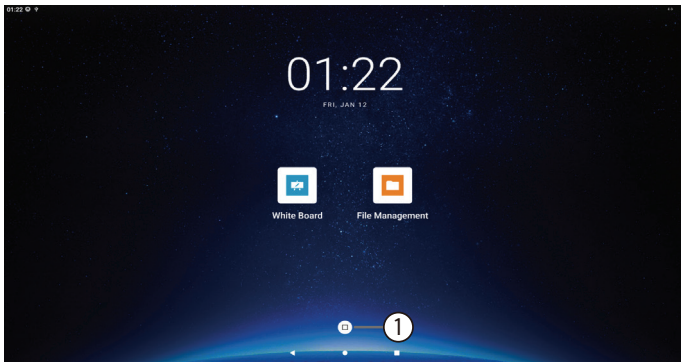 01:22
01:22
FRI, JAN 12
White Board
File Management
1